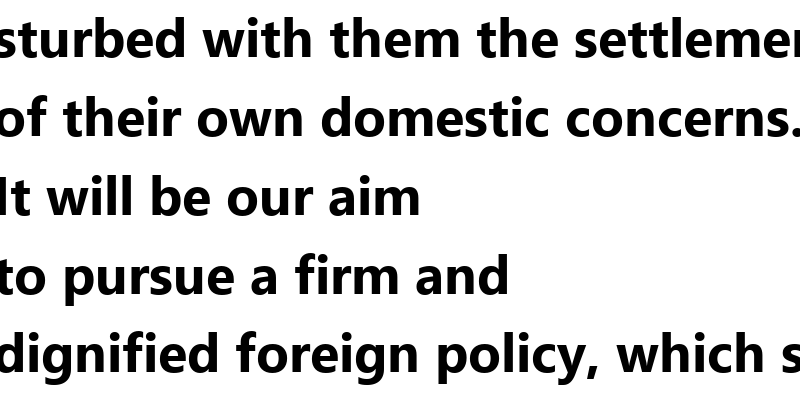 sturbed with them the settlemen
of their own domestic concerns.
It will be our aim
to pursue a firm and
dignified foreign policy, which s